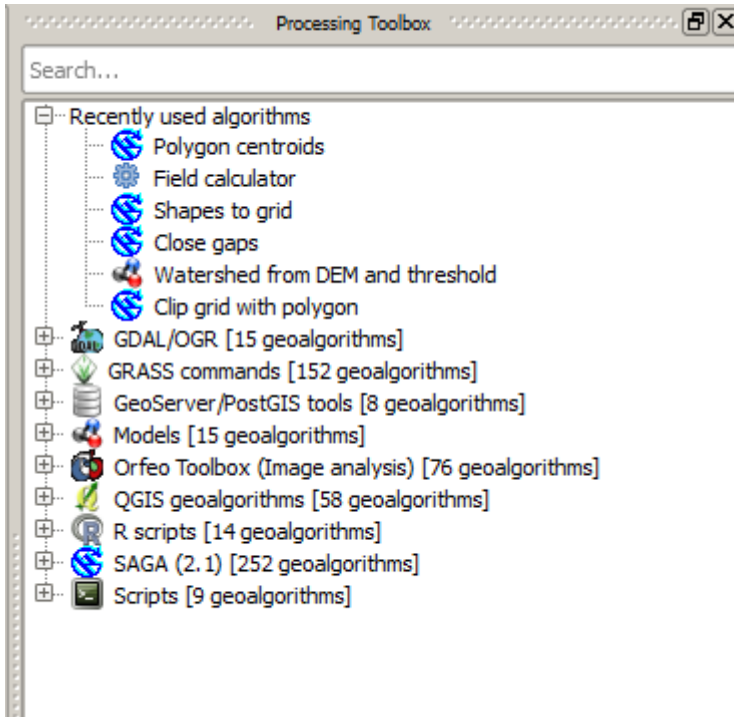 Processing Toolbox
Search...
Recently used algorithms
Polygon centroids
Field calculator
Shapes to grid
Close gaps
Watershed from DEM and threshold
Clip grid with polygon
GDAL/OGR [15 geoalgorithms]
GRASS commands [152 geoalgorithms]
GeoServer/PostGIS tools [8 geoalgorithms]
Models [15 geoalgorithms]
Orfeo Toolbox (Image analysis) [76 geoalgorithms]
QGIS geoalgorithms [58 geoalgorithms]
R scripts [14 geoalgorithms]
SAGA (2.1) [252 geoalgorithms]
Scripts [9 geoalgorithms]